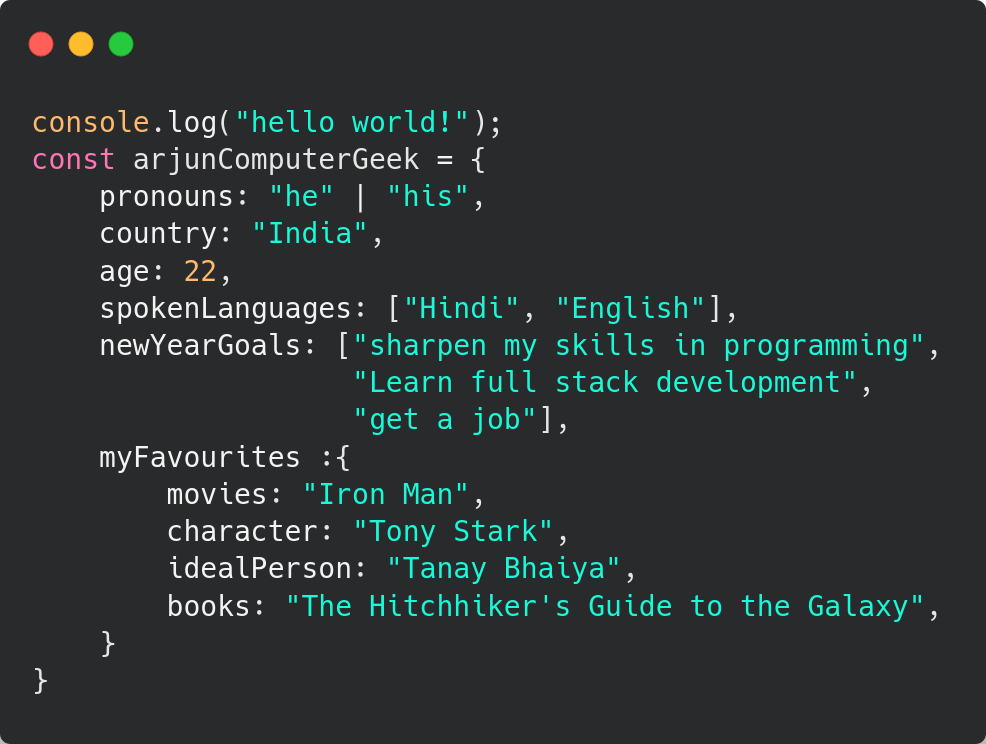 console.log("hello world!");
const arjunComputerGeek = {
    pronouns: "he" | "his",
    country: "India",
    age: 22,
    spokenLanguages: ["Hindi", "English"],
    newYearGoals: ["sharpen my skills in programming",
                   "Learn full stack development",
                   "get a job"],
    myFavourites :{
        movies: "Iron Man",
        character: "Tony Stark",
        idealPerson: "Tanay Bhaiya",
        books: "The Hitchhiker's Guide to the Galaxy",
    }
}